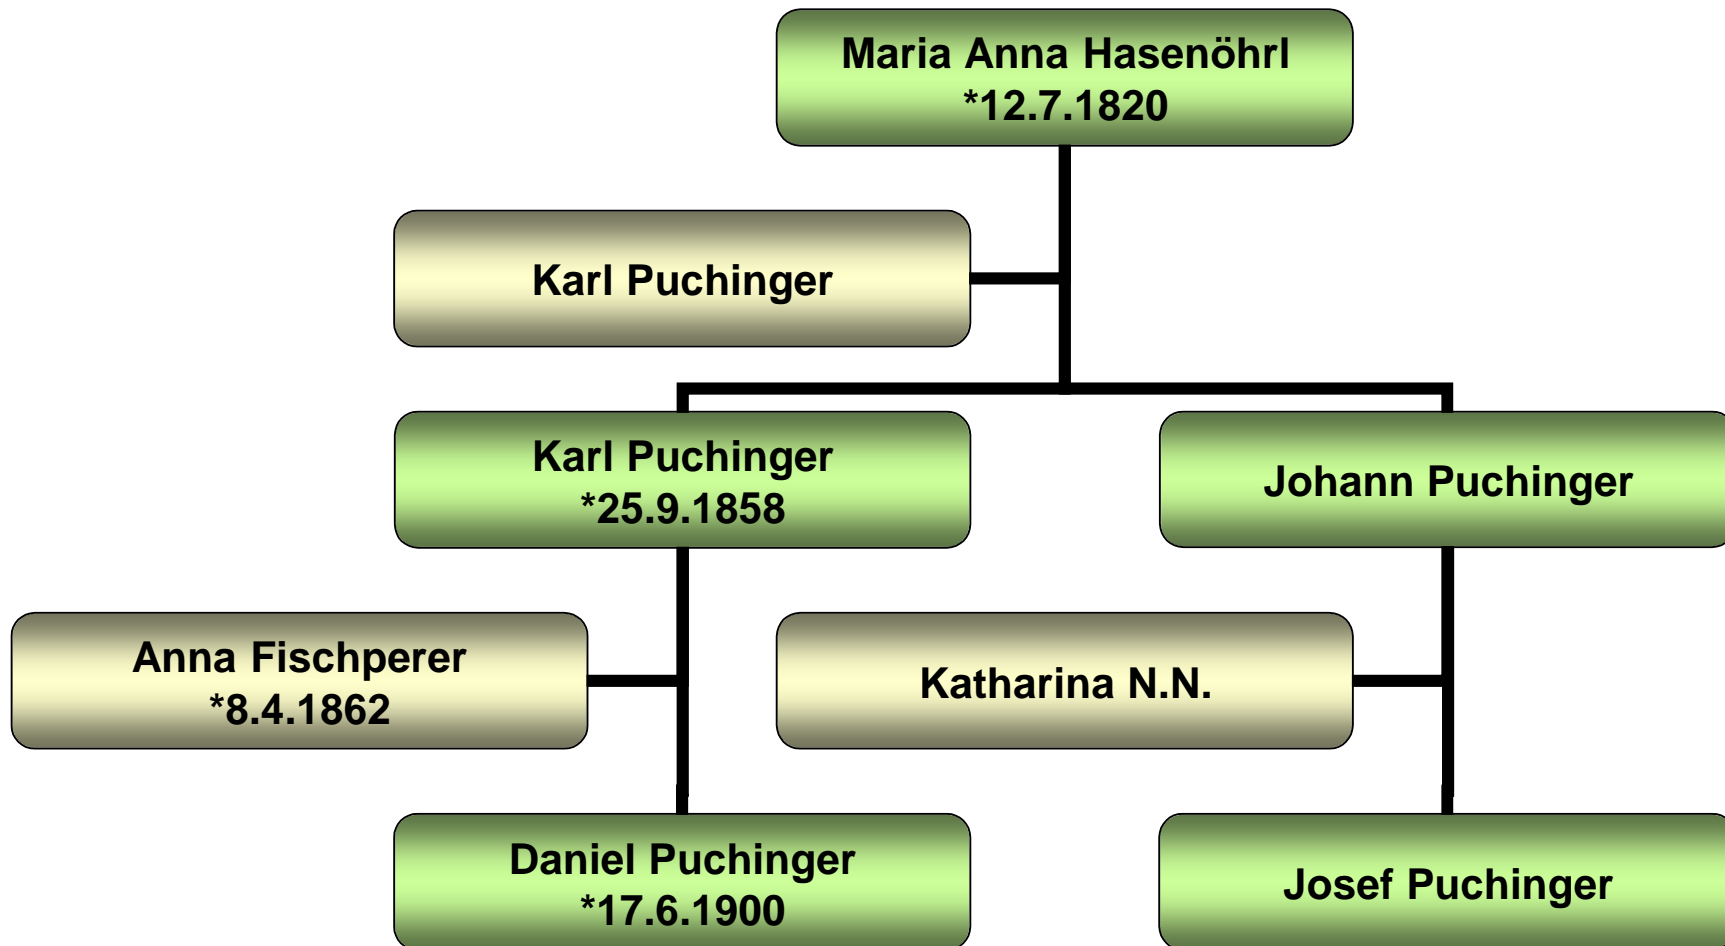 Maria Anna Hasenöhrl
*12.7.1820
Karl Puchinger
Karl Puchinger
*25.9.1858
Johann Puchinger
Anna Fischperer
*8.4.1862
Katharina N.N.
Daniel Puchinger
*17.6.1900
Josef Puchinger